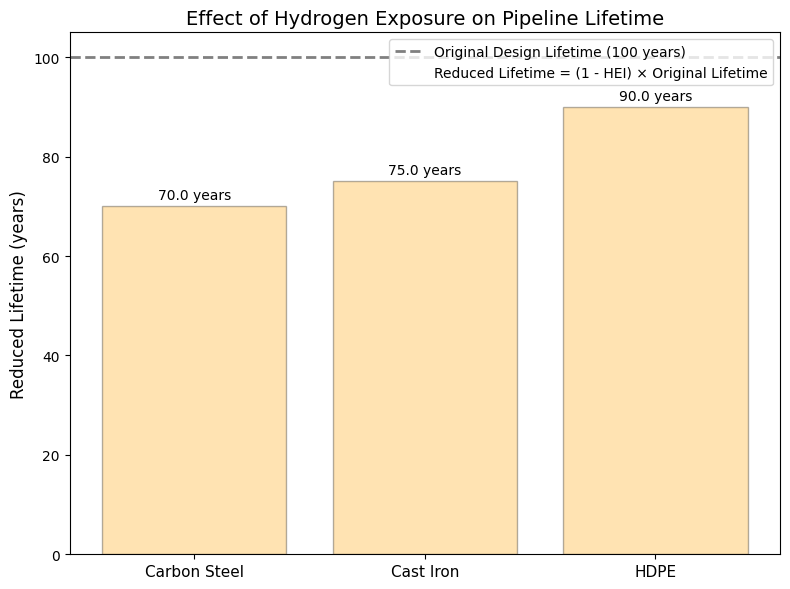 Effect of Hydrogen Exposure on Pipeline Lifetime
Original Design Lifetime (100 years)
Reduced Lifetime = (1 - HEI) × Original Lifetime
Reduced Lifetime (years)
100
80
60
40
20
0
70.0 years
75.0 years
90.0 years
Carbon Steel
Cast Iron
HDPE